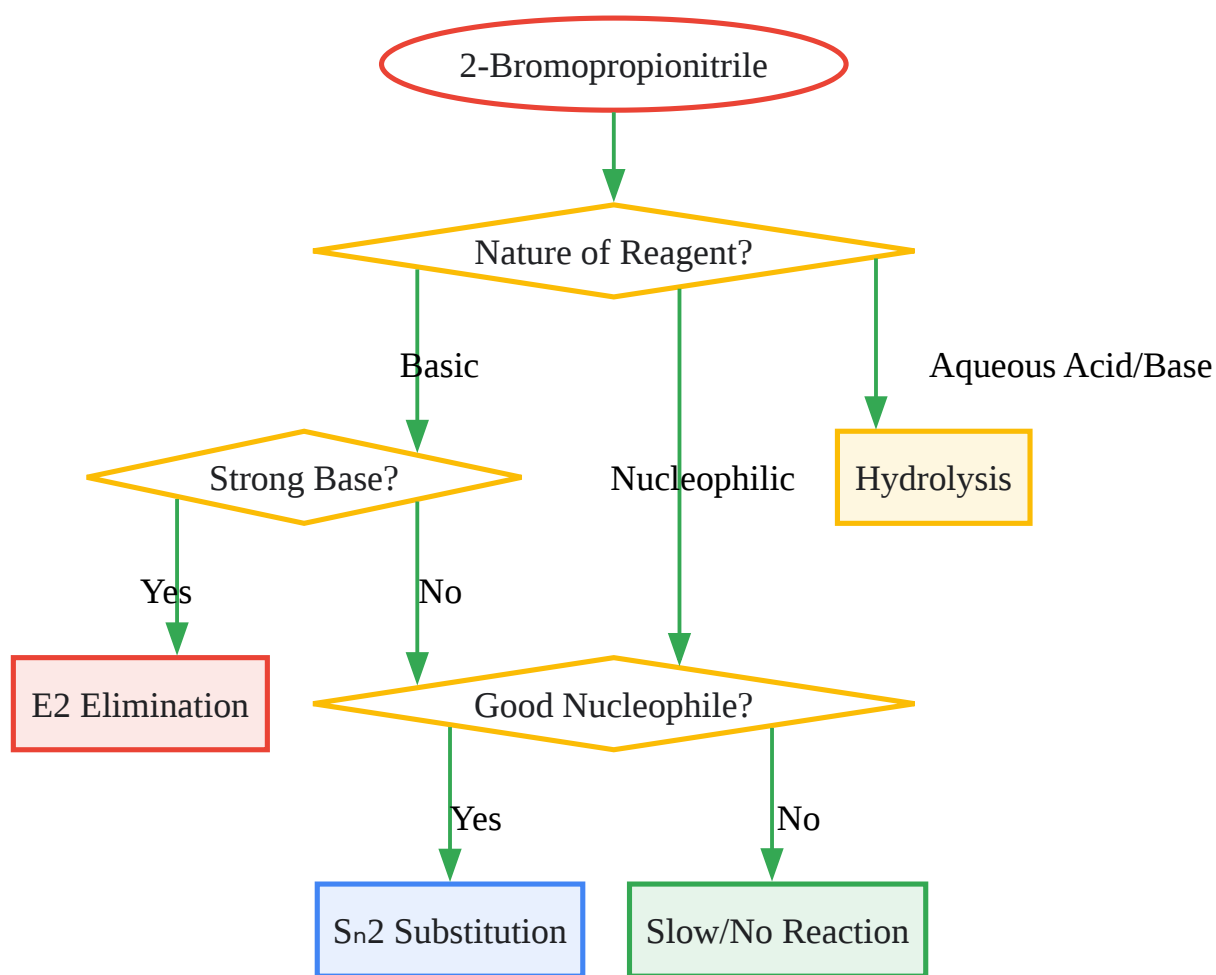 2-Bromopropionitrile
Nature of Reagent?
Basic
Aqueous Acid/Base
Strong Base?
Nucleophilic
Hydrolysis
Yes
No
E2 Elimination
Good Nucleophile?
Yes
No
Sₙ2 Substitution
Slow/No Reaction